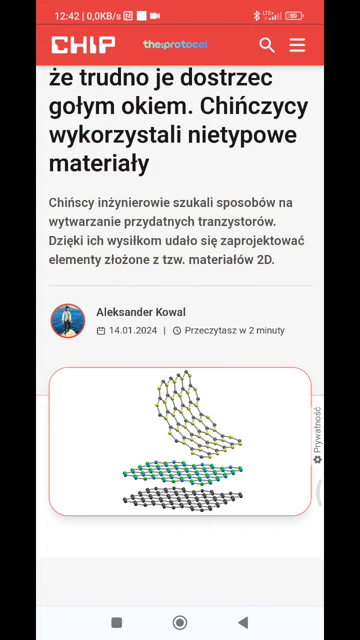 12:42 | 0,0KB/s
CHIP
the:protocol
że trudno je dostrzec
gołym okiem. Chińczycy
wykorzystali nietypowe
materiały
Chińscy inżynierowie szukali sposobów na
wytwarzanie przydatnych tranzystorów.
Dzięki ich wysiłkom udało się zaprojektować
elementy złożone z tzw. materiałów 2D.
Aleksander Kowal
14.01.2024 | Przeczytasz w 2 minuty
Prywatność